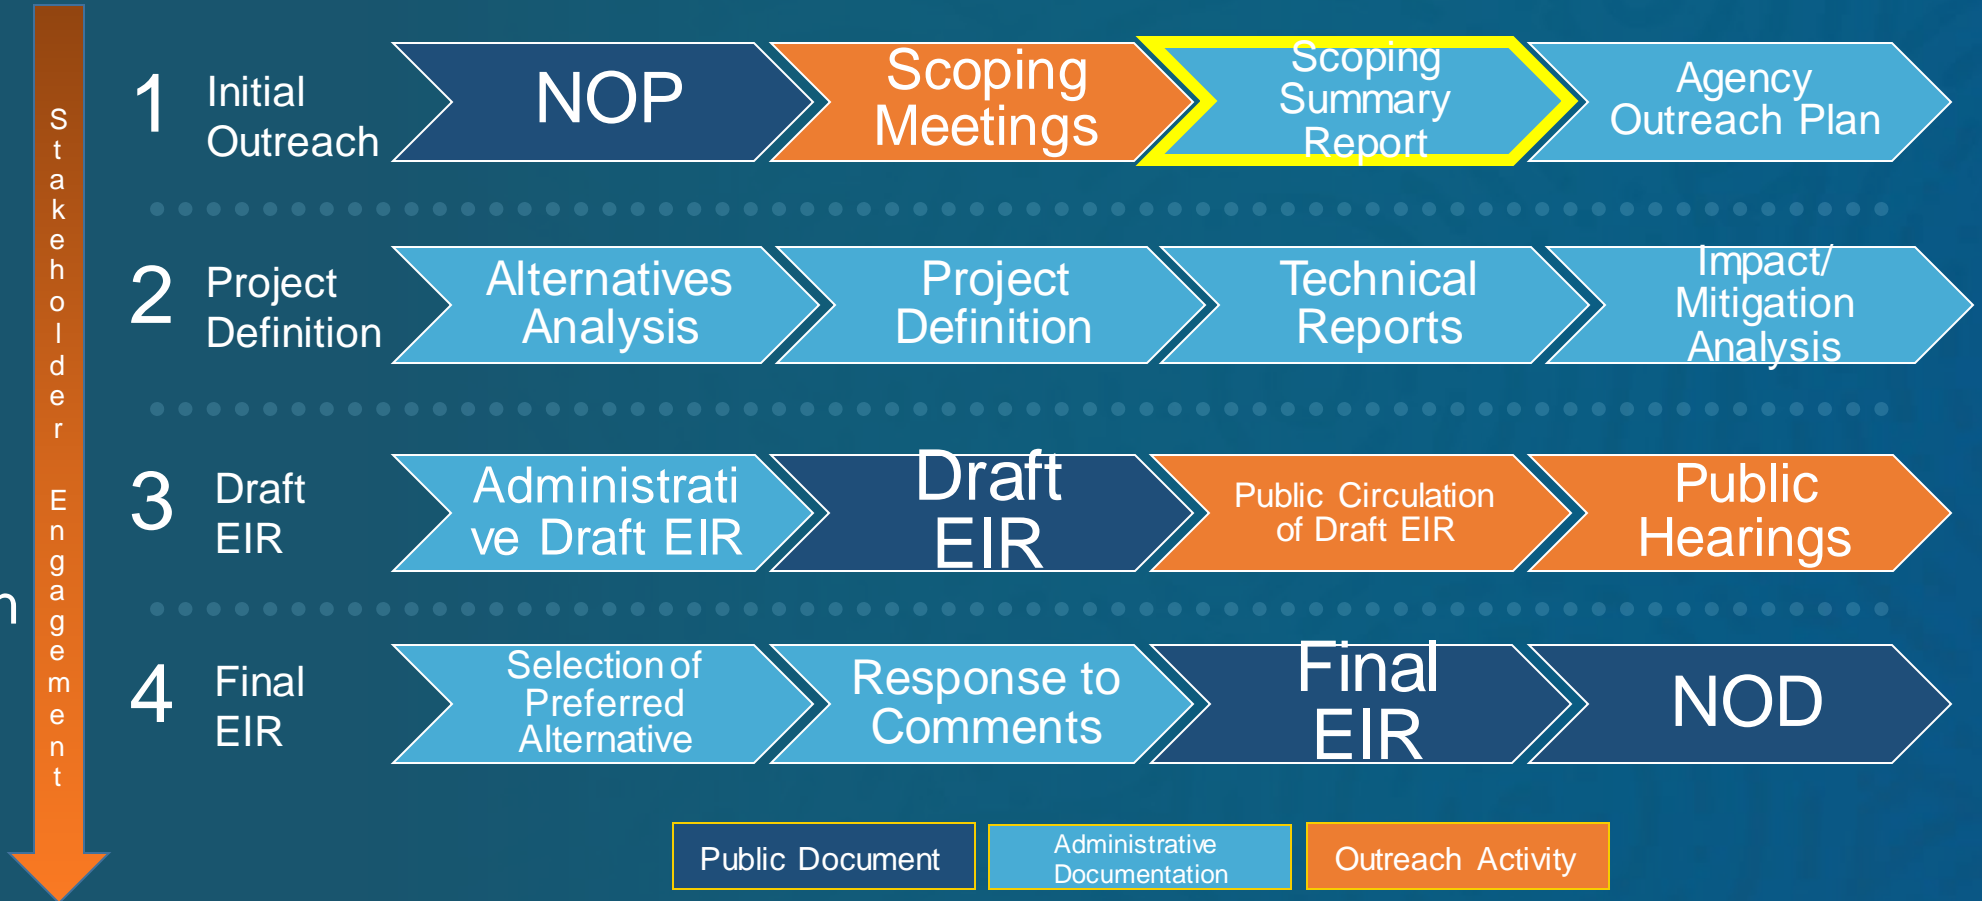 Stakeholder Engagement
1
Initial
Outreach
NOP
Scoping
Meetings
Scoping
Summary
Report
Agency
Outreach Plan
2
Project
Definition
Alternatives
Analysis
Project
Definition
Technical
Reports
Impact/
Mitigation
Analysis
3
Draft
EIR
Administrati
ve Draft EIR
Draft
EIR
Public Circulation
of Draft EIR
Public
Hearings
n
4
Final
EIR
Selection of
Preferred
Alternative
Response to
Comments
Final
EIR
NOD
Public Document
Administrative
Documentation
Outreach Activity